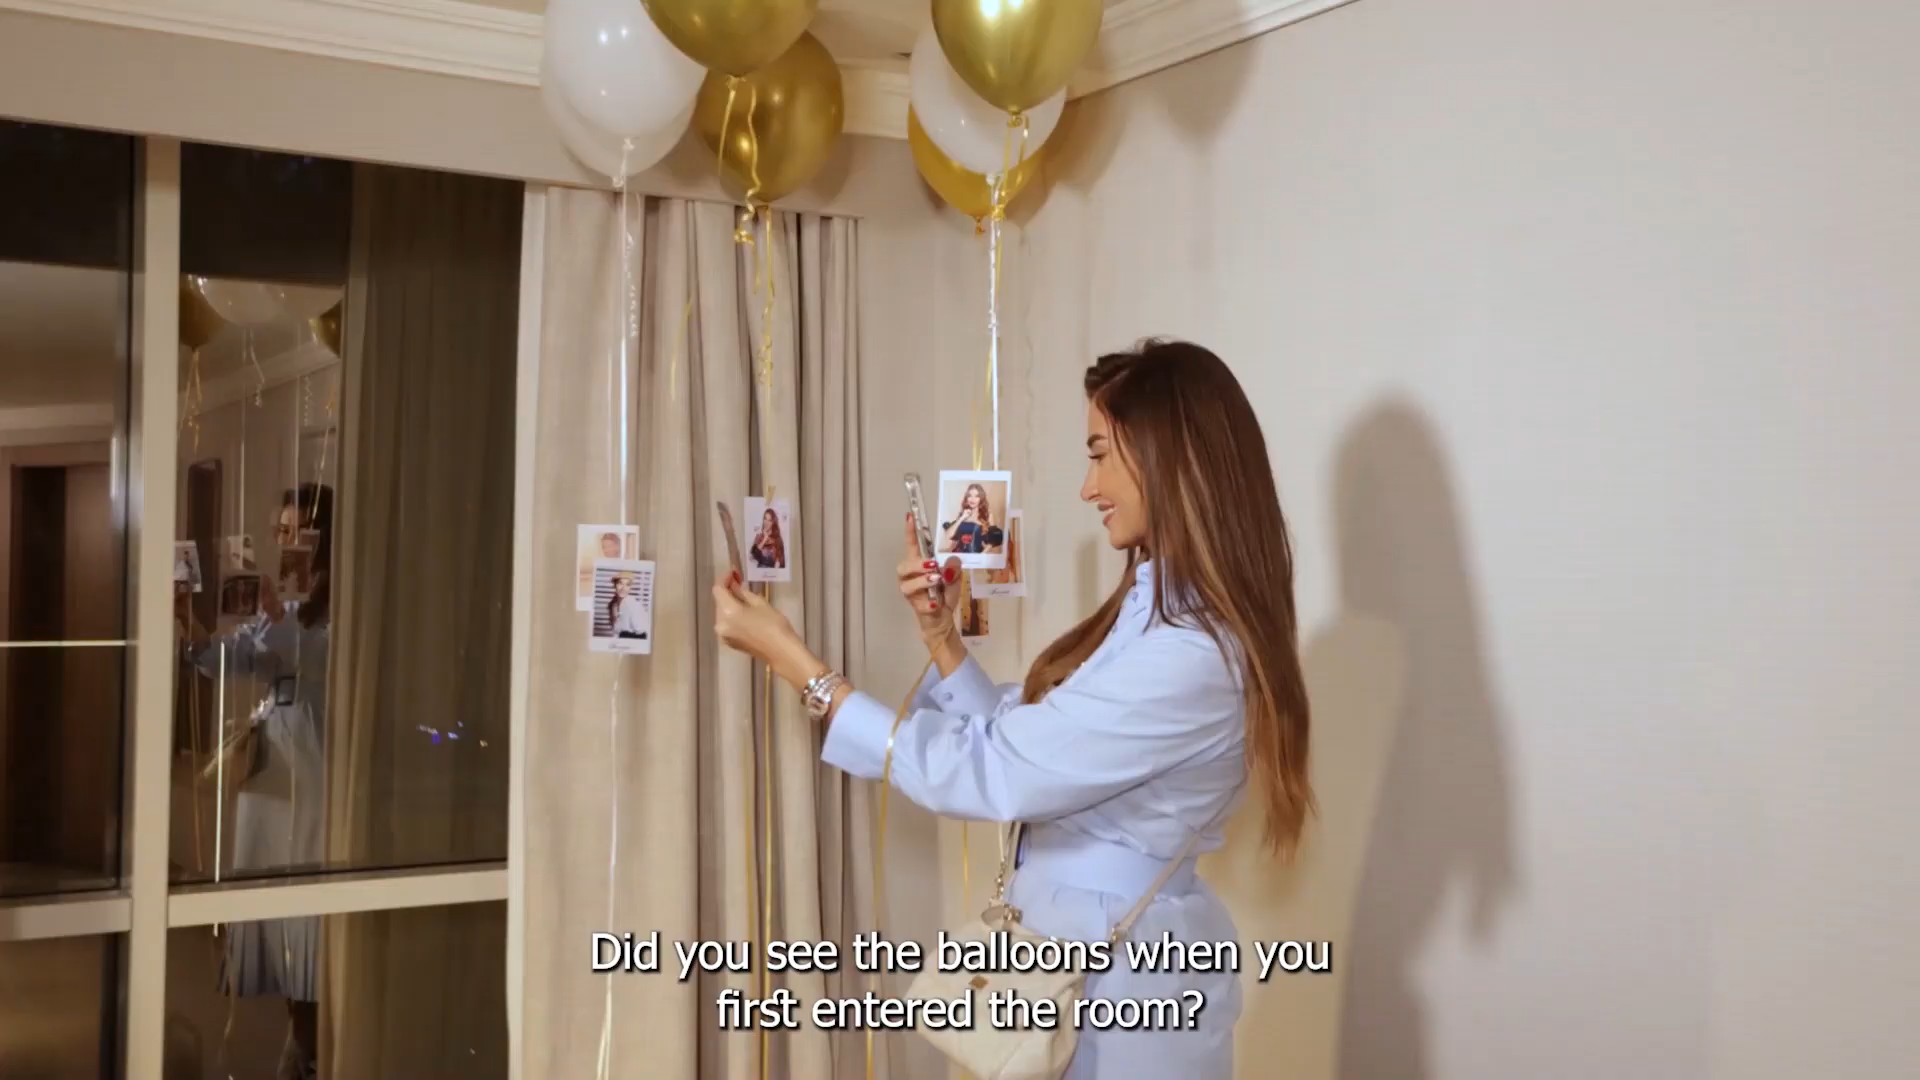 Did you see the balloons when you
first entered the room?